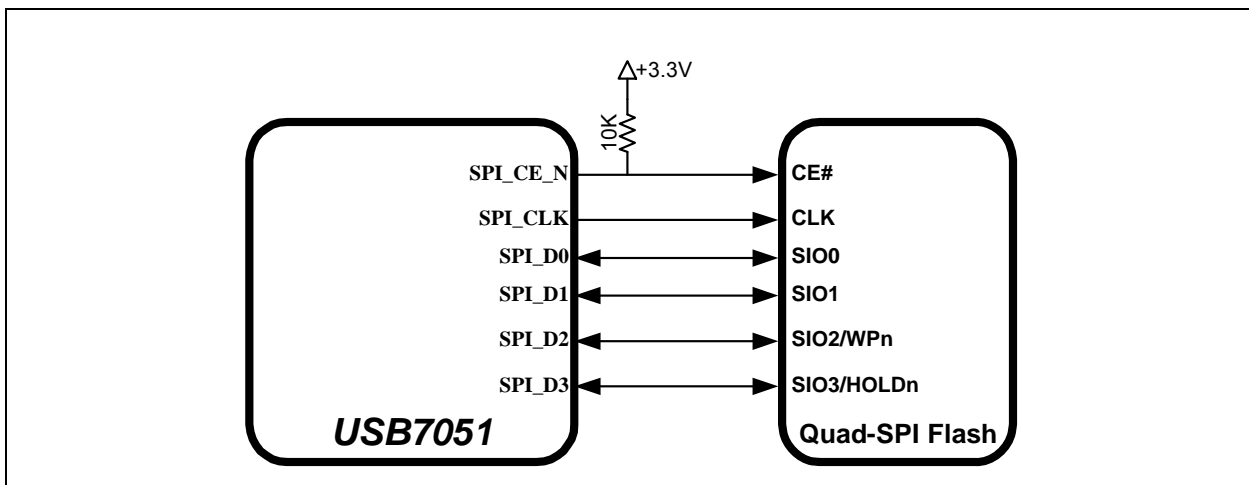 +3.3V
10K
SPI_CE_N CE#
SPI_CLK CLK
SPI_D0 SIO0
SPI_D1 SIO1
SPI_D2 SIO2/WPn
SPI_D3 SIO3/HOLDn
USB7051 Quad-SPI Flash